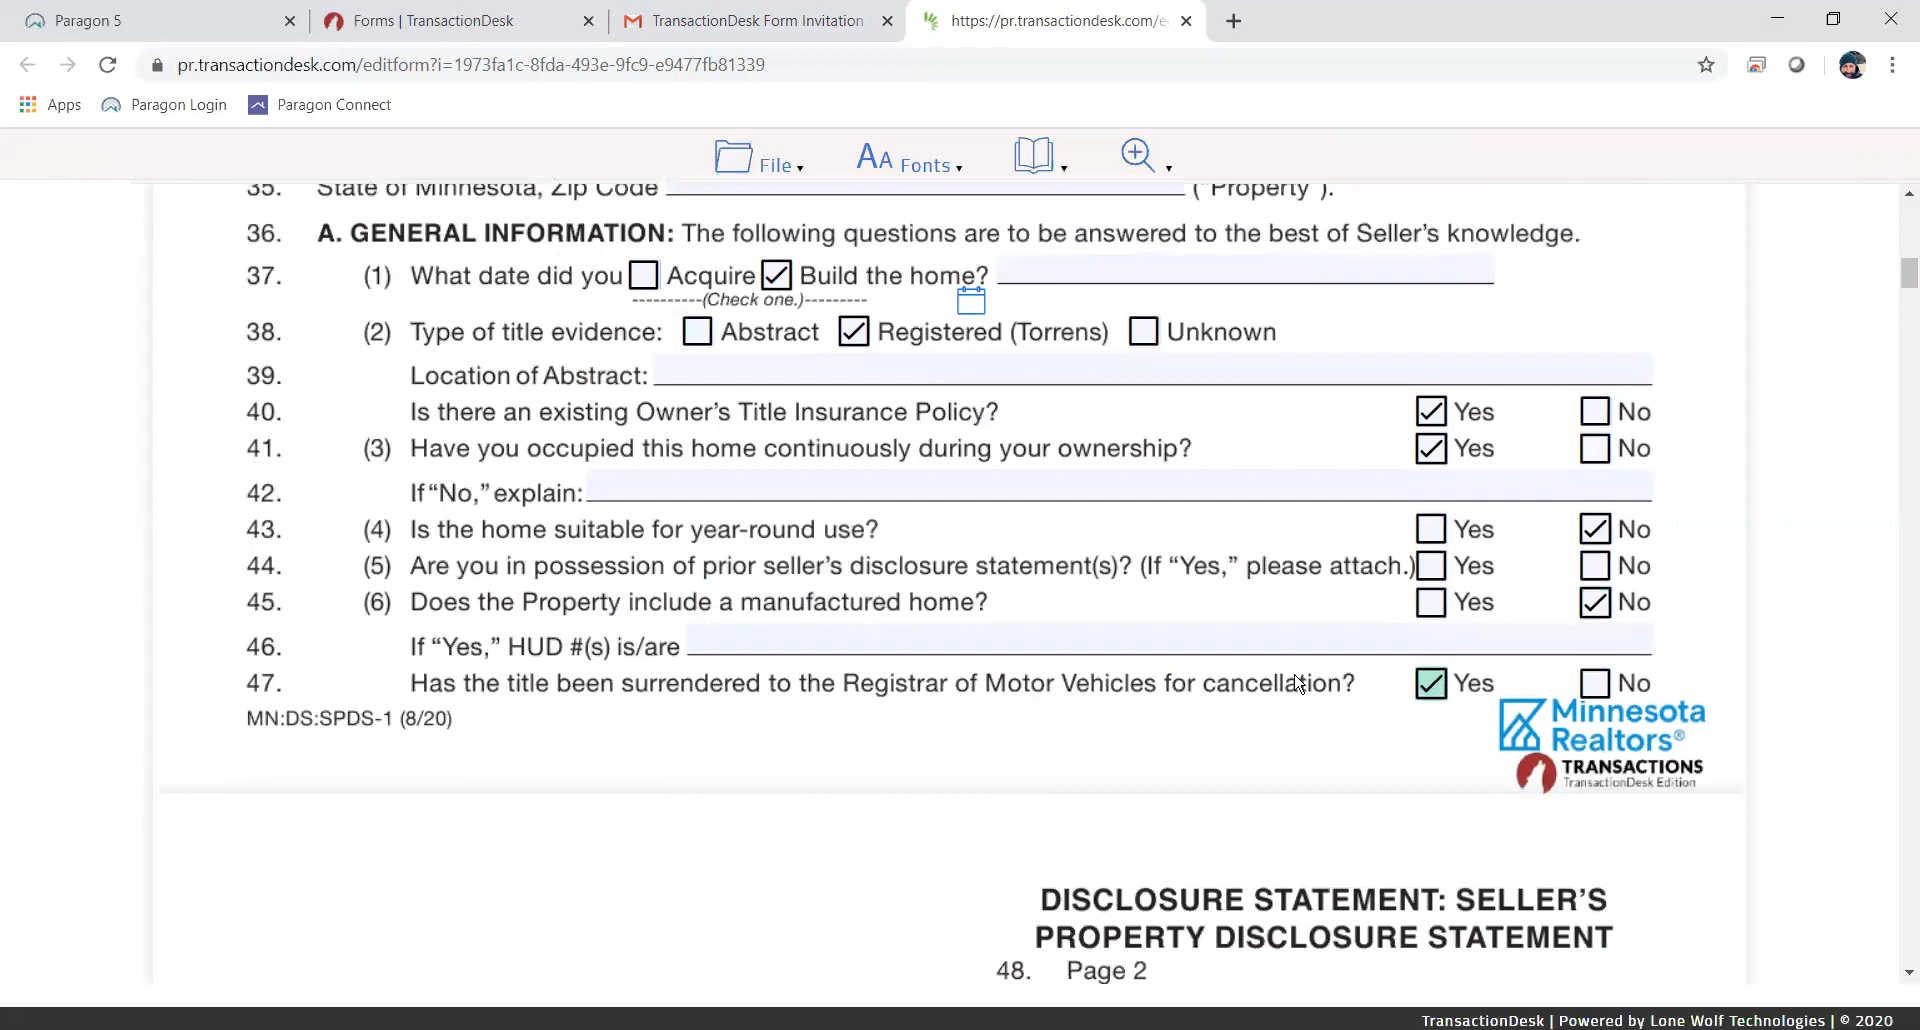 Paragon 5
Forms | TransactionDesk
TransactionDesk Form Invitation
https://pr.transactiondesk.com/e
pr.transactiondesk.com/editform?i=1973fa1c-8fda-493e-9fc9-e9477fb81339
Apps Paragon Login Paragon Connect
File AA Fonts
35. State of Minnesota, Zip Code ("Property").
36. A. GENERAL INFORMATION: The following questions are to be answered to the best of Seller's knowledge.
37. (1) What date did you Acquire Build the home?
----------(Check one.)---------
38. (2) Type of title evidence: Abstract Registered (Torrens) Unknown
39. Location of Abstract:
40. Is there an existing Owner's Title Insurance Policy? Yes No
41. (3) Have you occupied this home continuously during your ownership? Yes No
42. If "No," explain:
43. (4) Is the home suitable for year-round use? Yes No
44. (5) Are you in possession of prior seller's disclosure statement(s)? (If "Yes," please attach.) Yes No
45. (6) Does the Property include a manufactured home? Yes No
46. If "Yes," HUD #(s) is/are
47. Has the title been surrendered to the Registrar of Motor Vehicles for cancellation? Yes No
MN:DS:SPDS-1 (8/20)
Minnesota
Realtors®
TRANSACTIONS
TransactionDesk Edition
DISCLOSURE STATEMENT: SELLER'S
PROPERTY DISCLOSURE STATEMENT
48. Page 2
TransactionDesk | Powered by Lone Wolf Technologies | © 2020